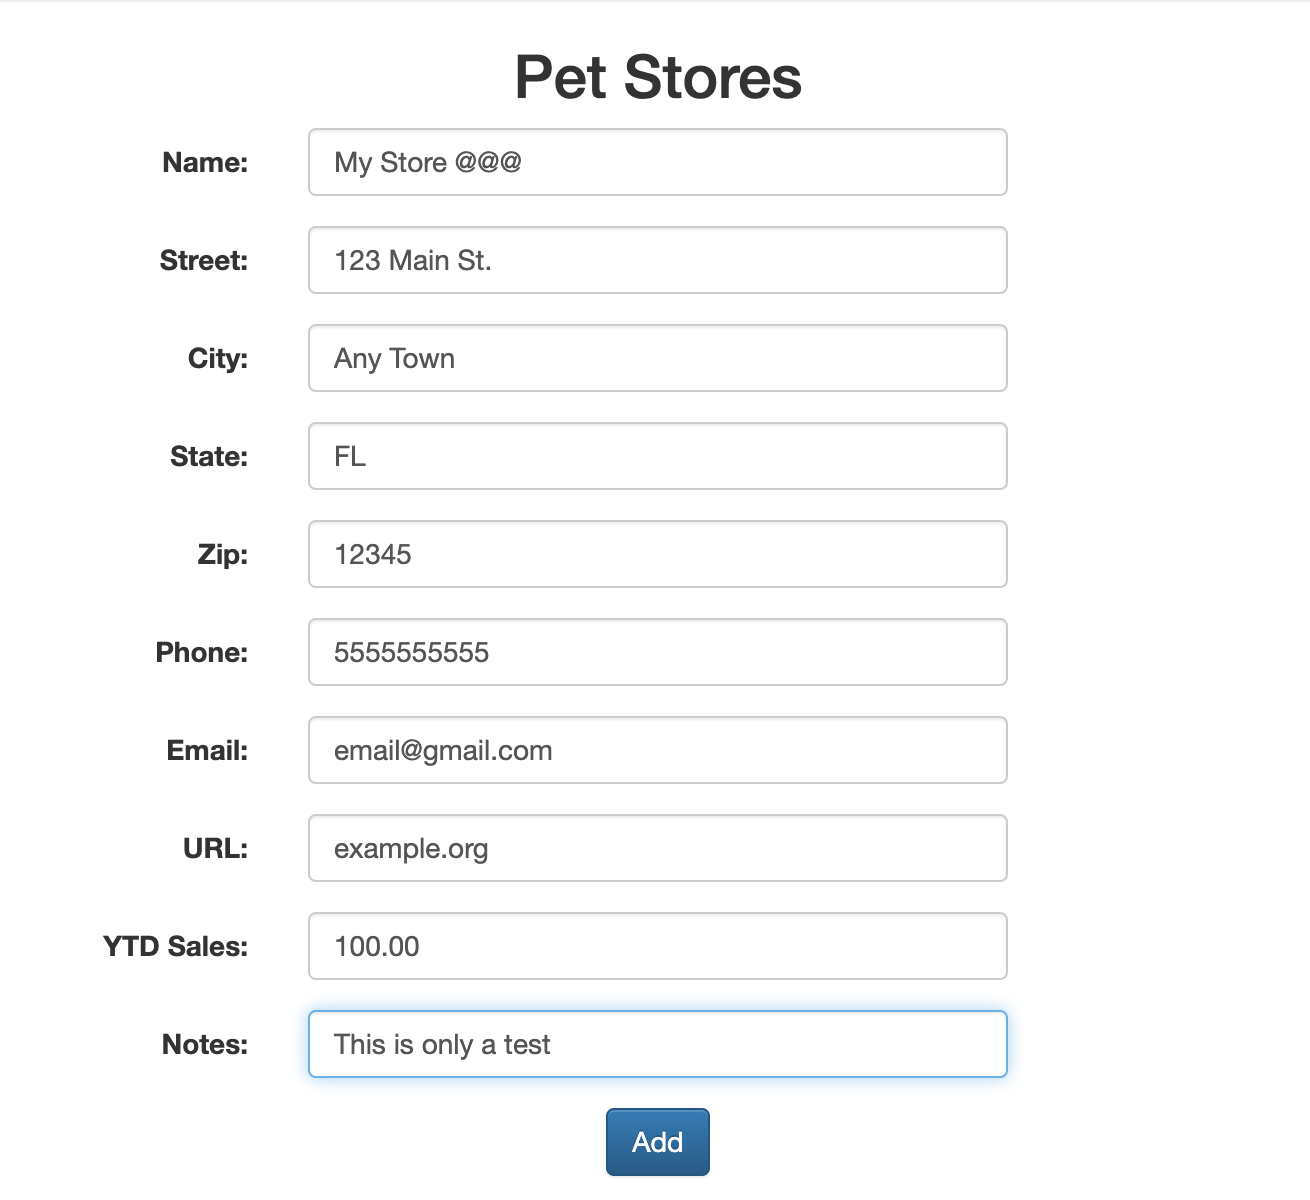 Pet Stores
Name: My Store @@@
Street: 123 Main St.
City: Any Town
State: FL
Zip: 12345
Phone: 5555555555
Email: email@gmail.com
URL: example.org
YTD Sales: 100.00
Notes: This is only a test
Add